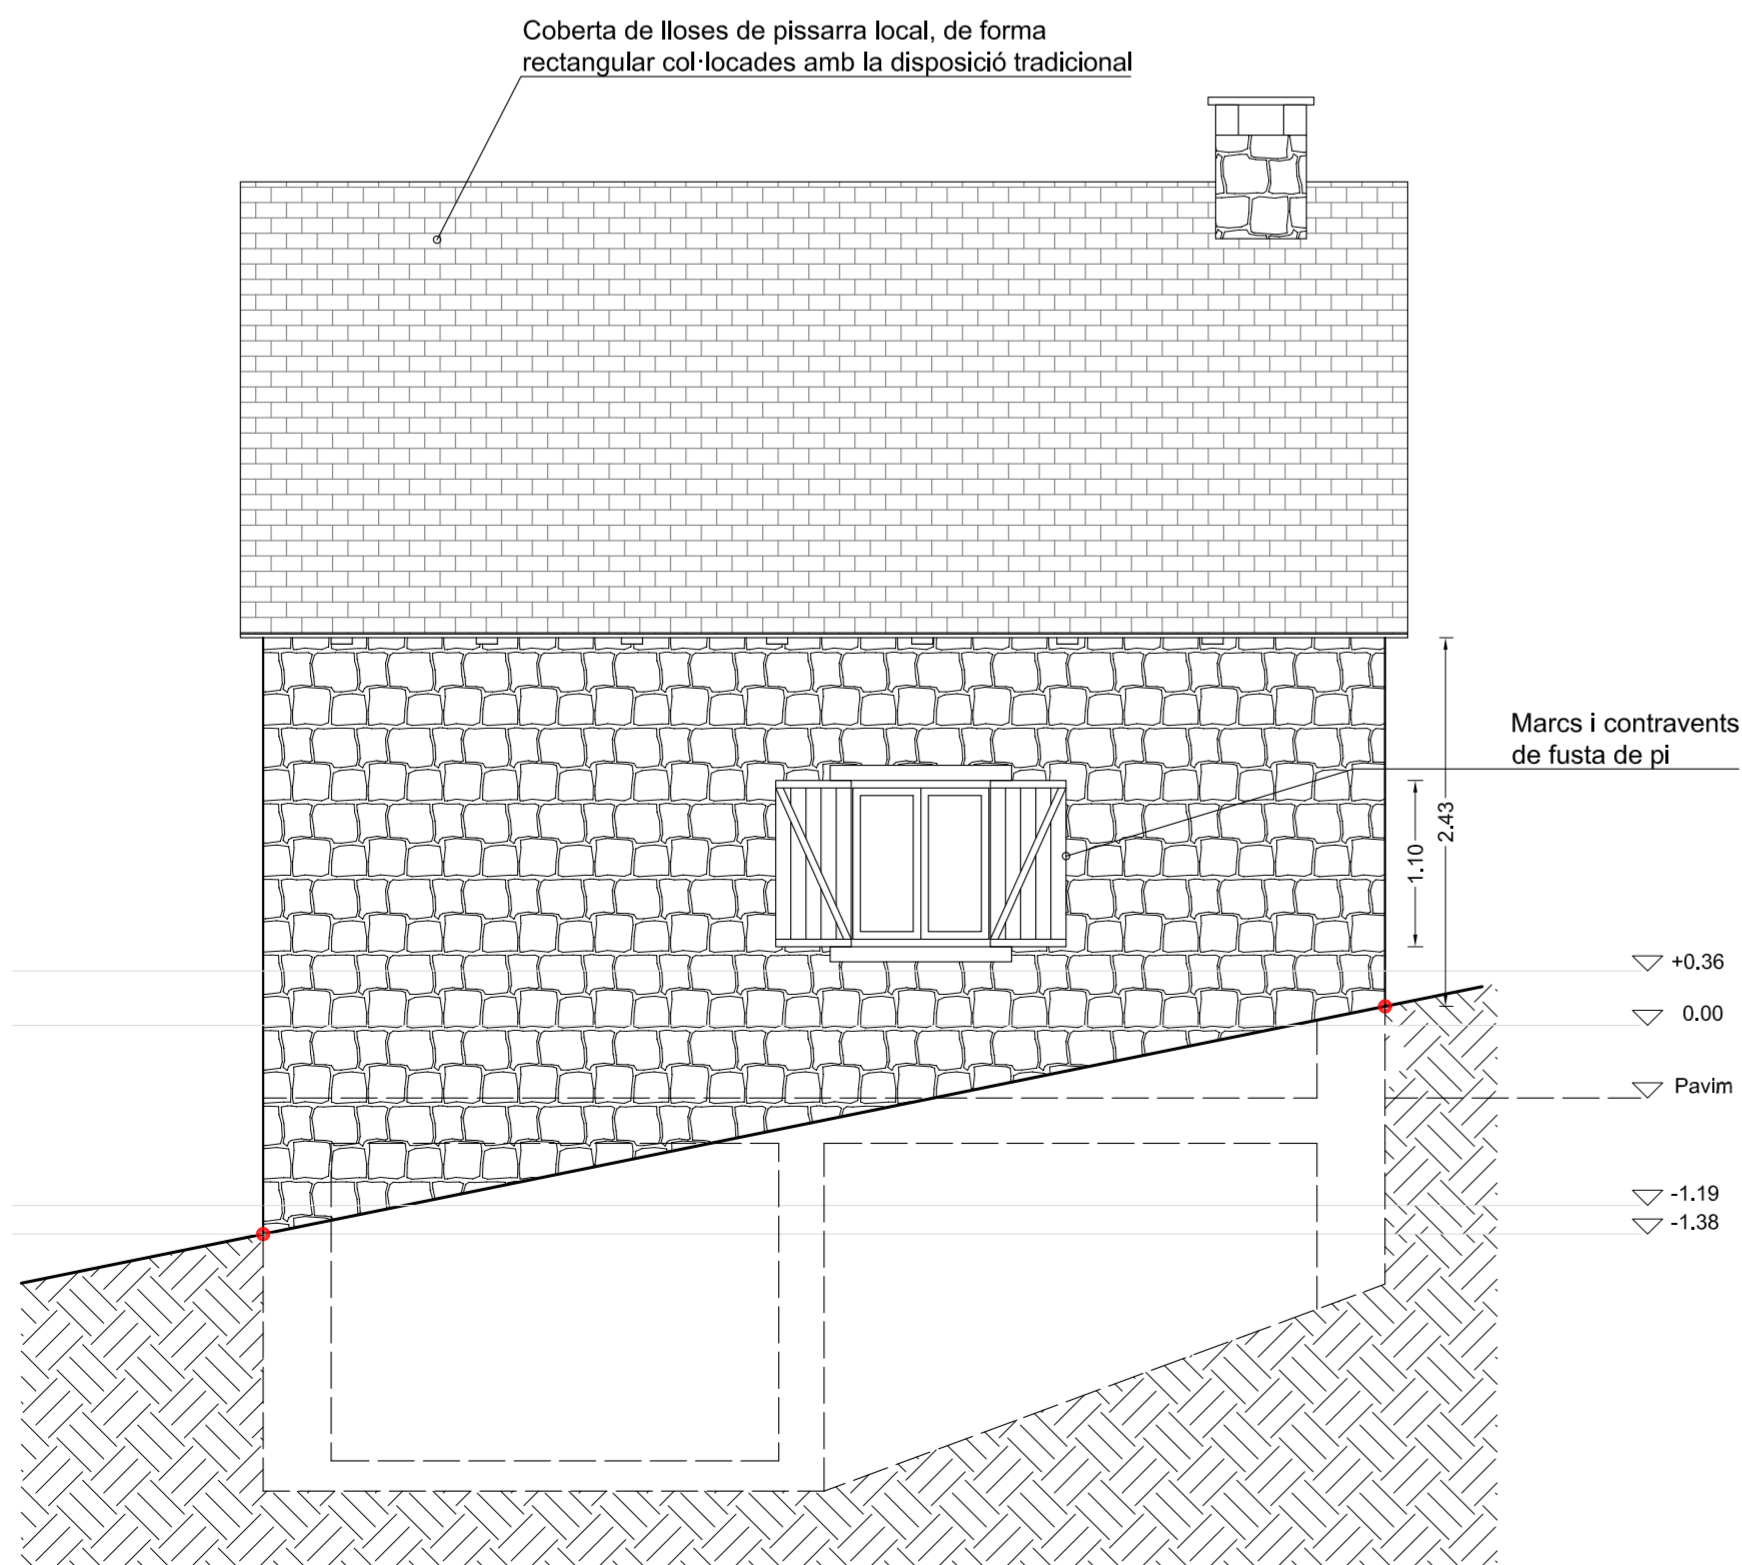 Coberta de lloses de pissarra local, de forma
rectangular col·locades amb la disposició tradicional
Marcs i contravents
de fusta de pi
2.43
1.10
+0.36
0.00
Pavim
-1.19
-1.38